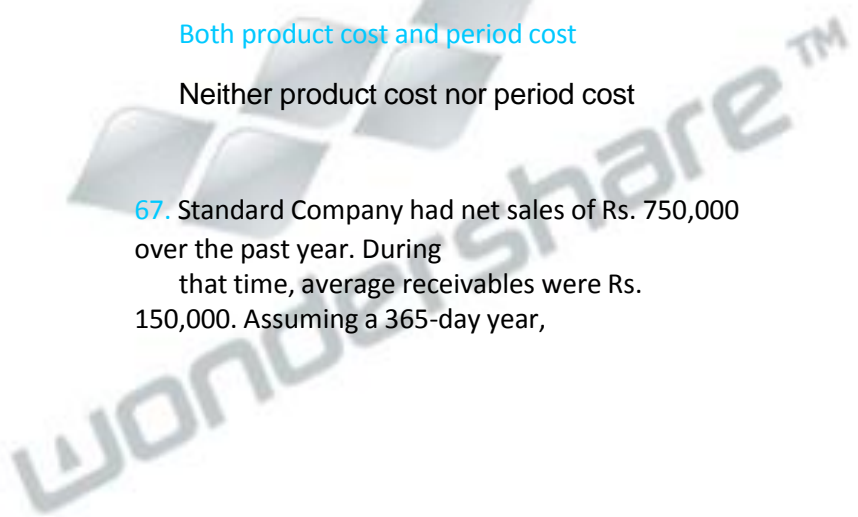 Both product cost and period cost
Neither product cost nor period cost
67. Standard Company had net sales of Rs. 750,000
over the past year. During
that time, average receivables were Rs.
150,000. Assuming a 365-day year,
wondershare™